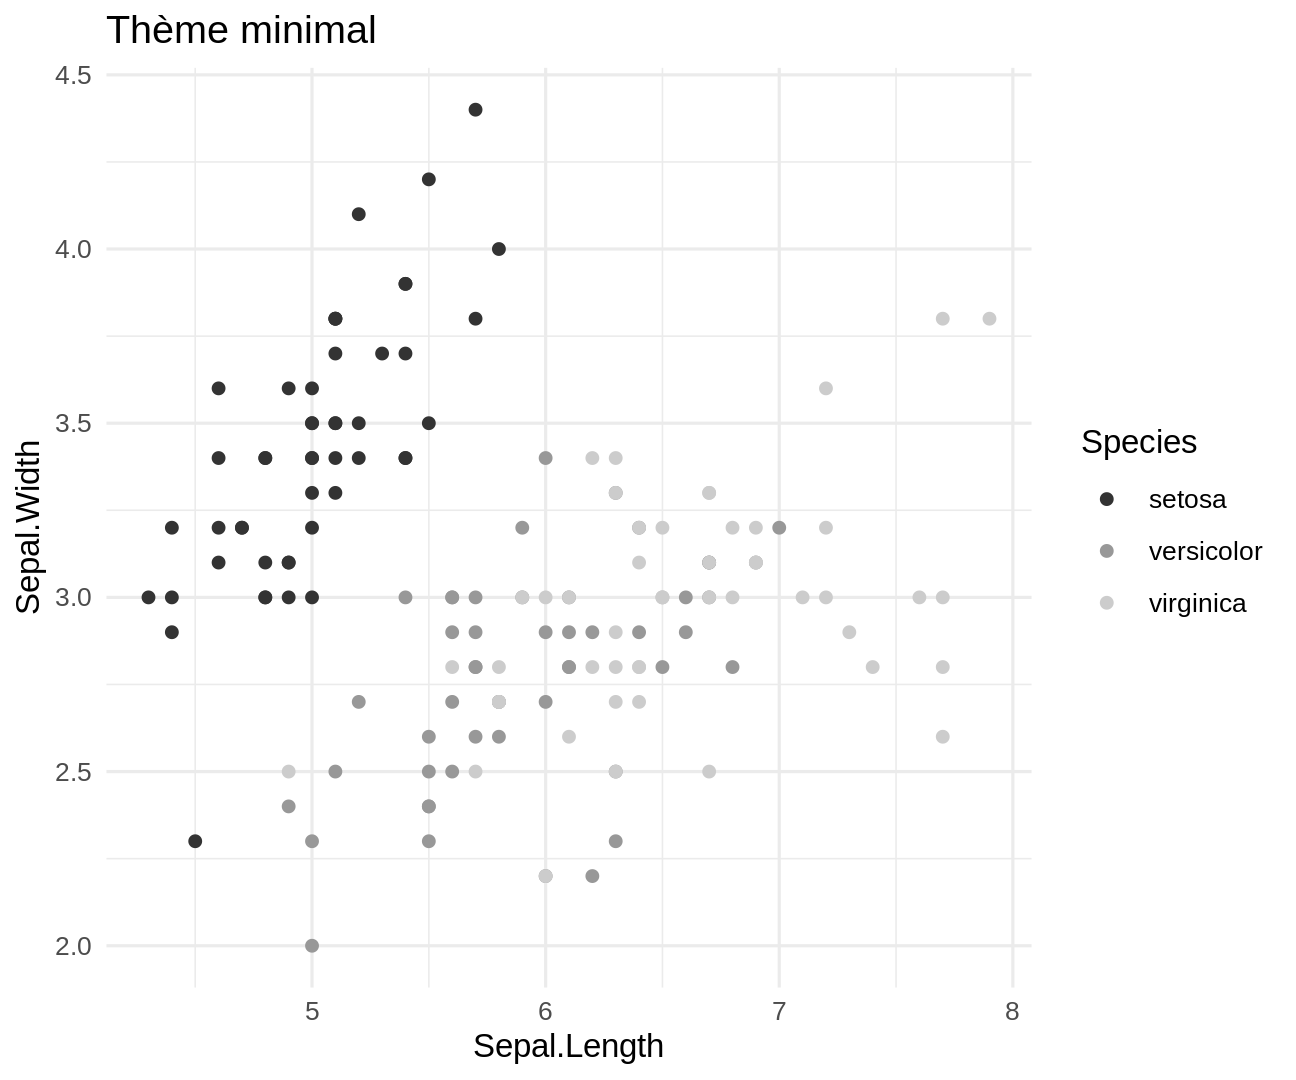 Thème minimal
4.5
4.0
3.5
3.0
2.5
2.0
Sepal.Width
5 6 7 8
Sepal.Length
Species
setosa
versicolor
virginica